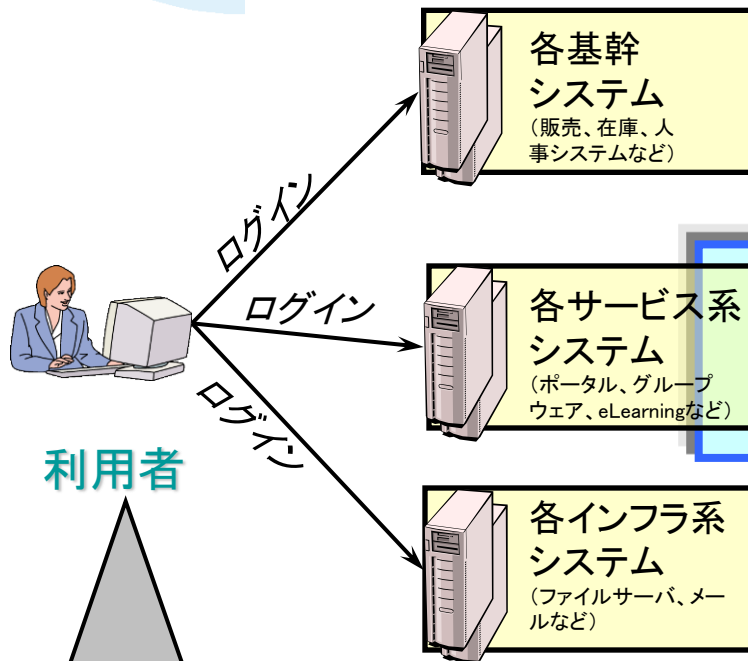 各基幹
システム
（販売、在庫、人
事システムなど）
ログイン
ログイン
各サービス系
システム
（ポータル、グループ
ウェア、eLearningなど）
ログイン
利用者
各インフラ系
システム
（ファイルサーバ、メー
ルなど）